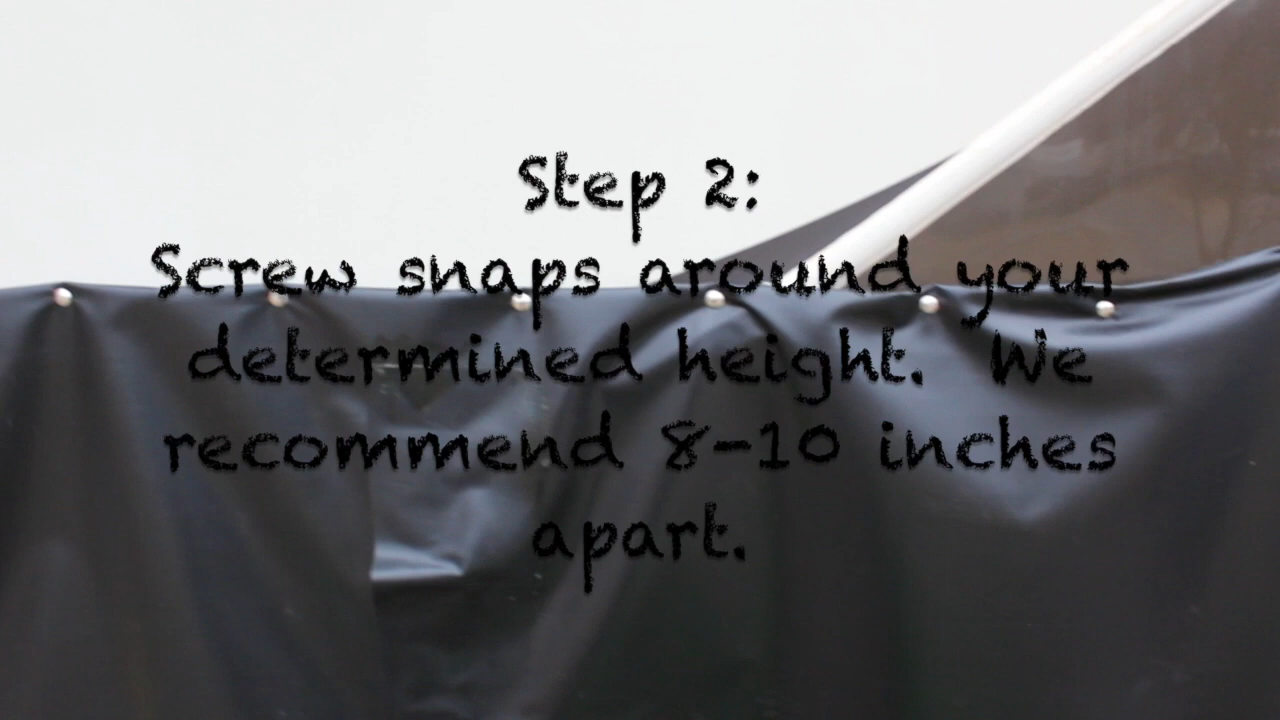 Step 2:
Screw snaps around your
determined height.  We
recommend 8-10 inches
apart.